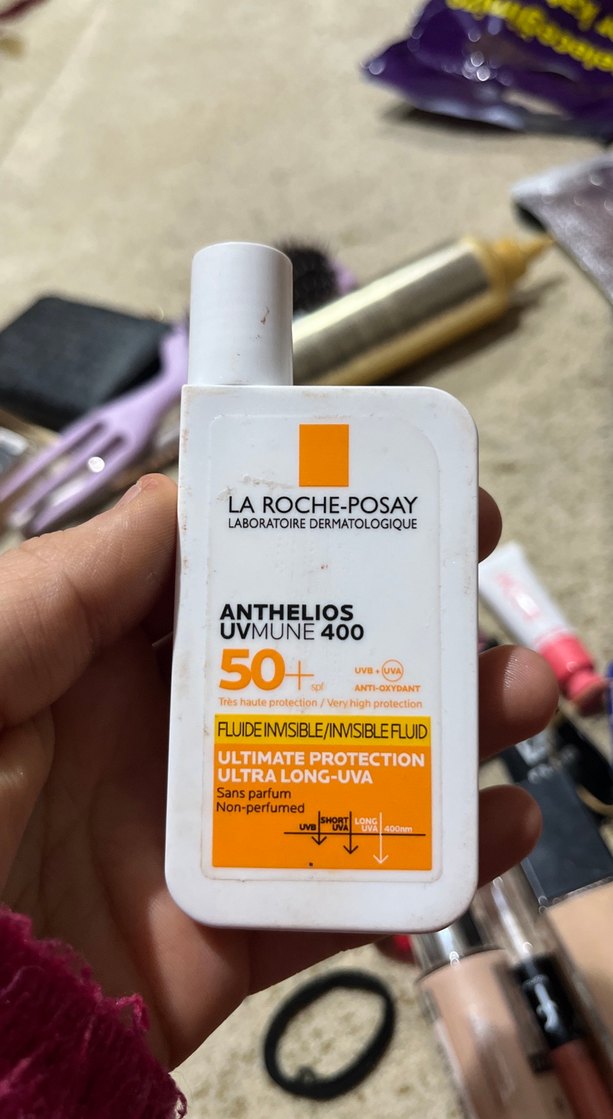 LA ROCHE-POSAY
LABORATOIRE DERMATOLOGIQUE
ANTHELIOS
UVMUNE 400
50+ spf
UVB + UVA
ANTI-OXYDANT
Très haute protection / Very high protection
FLUIDE INVISIBLE/INVISIBLE FLUID
ULTIMATE PROTECTION
ULTRA LONG-UVA
Sans parfum
Non-perfumed
UVB SHORT UVA LONG UVA 400nm